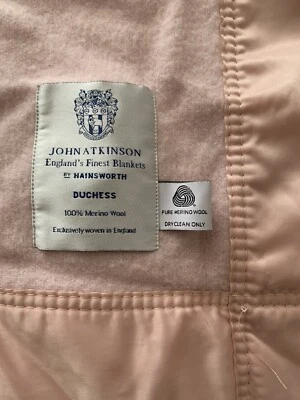 JOHN ATKINSON
England's Finest Blankets
BY HAINSWORTH
DUCHESS
100% Merino Wool
Exclusively woven in England
PURE MERINO WOOL
DRY CLEAN ONLY